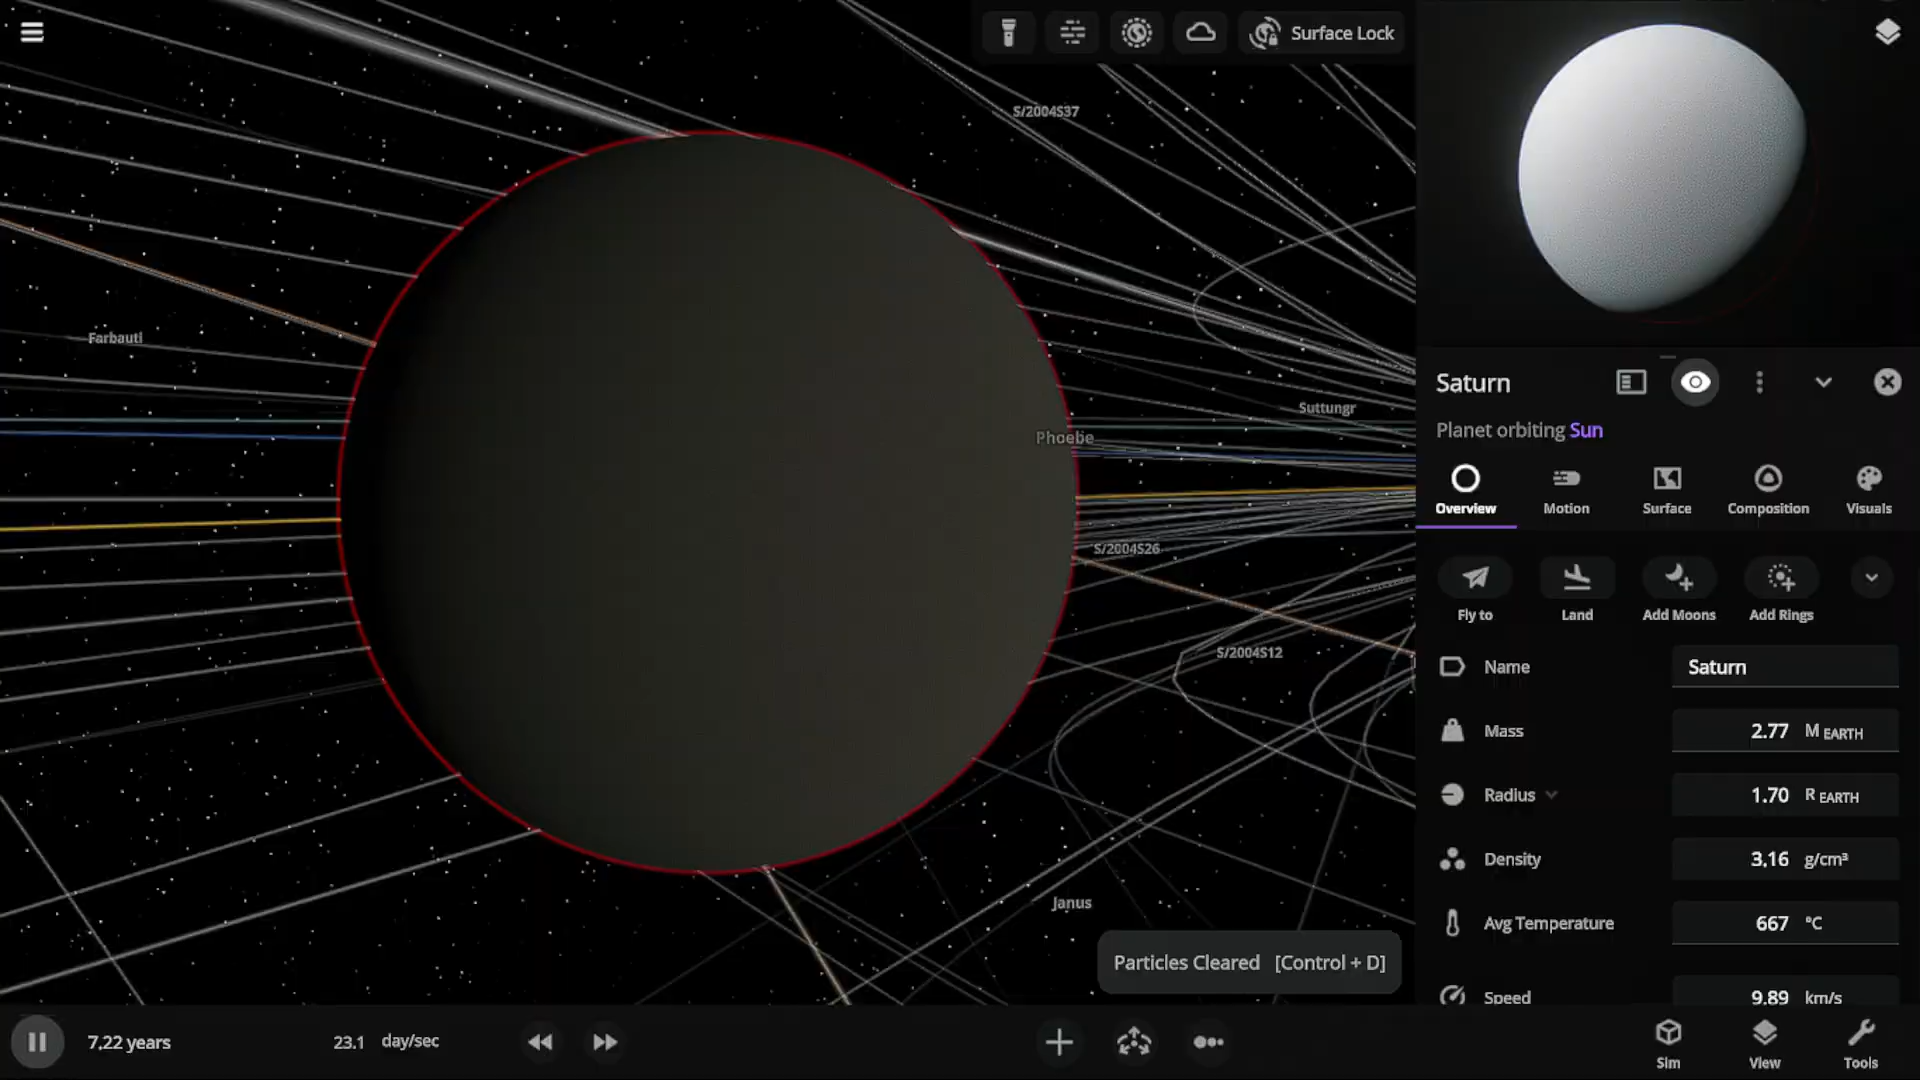 Surface Lock
S/2004S37
Farbauti
Suttungr
Phoebe
S/2004S26
S/2004S12
Janus
Particles Cleared [Control + D]
Saturn
Planet orbiting Sun
Overview
Motion
Surface
Composition
Visuals
Fly to
Land
Add Moons
Add Rings
Name Saturn
Mass 2.77 M EARTH
Radius 1.70 R EARTH
Density 3,16 g/cm³
Avg Temperature 667 °C
Speed 9.89 km/s
7,22 years
23.1 day/sec
Sim
View
Tools